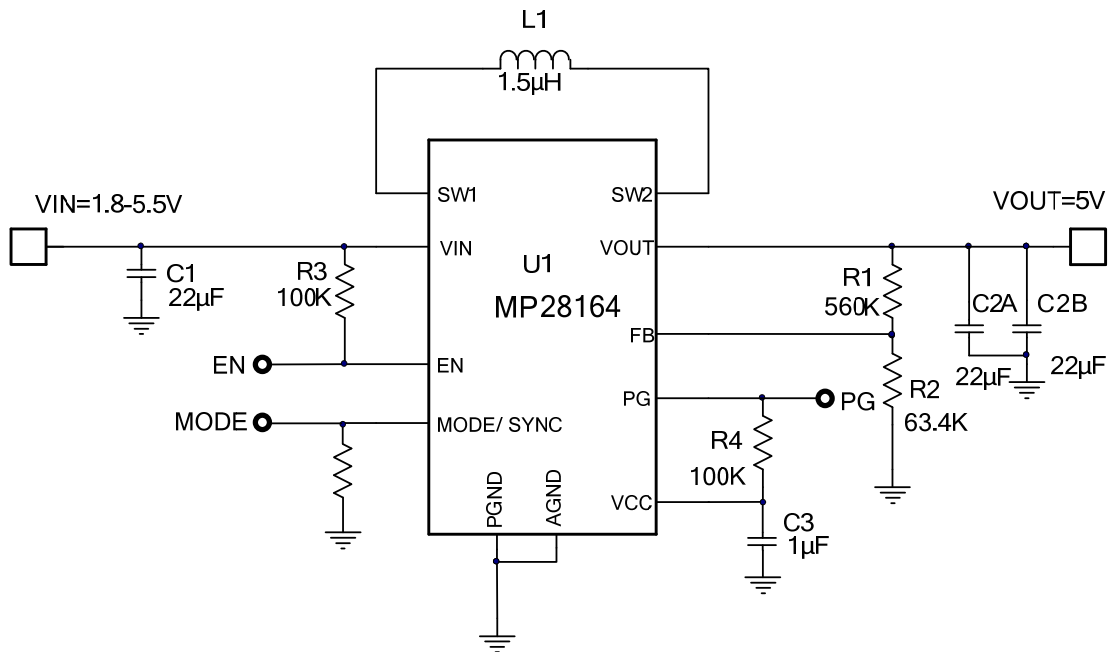 L1
1.5µH
SW1
SW2
VIN=1.8-5.5V
VOUT=5V
VIN
VOUT
C1
22µF
R3
100K
U1
MP28164
R1
560K
C2A
C2B
FB
EN
EN
22µF
22µF
R2
63.4K
PG
PG
MODE
MODE/ SYNC
R4
100K
PGND
AGND
VCC
C3
1µF